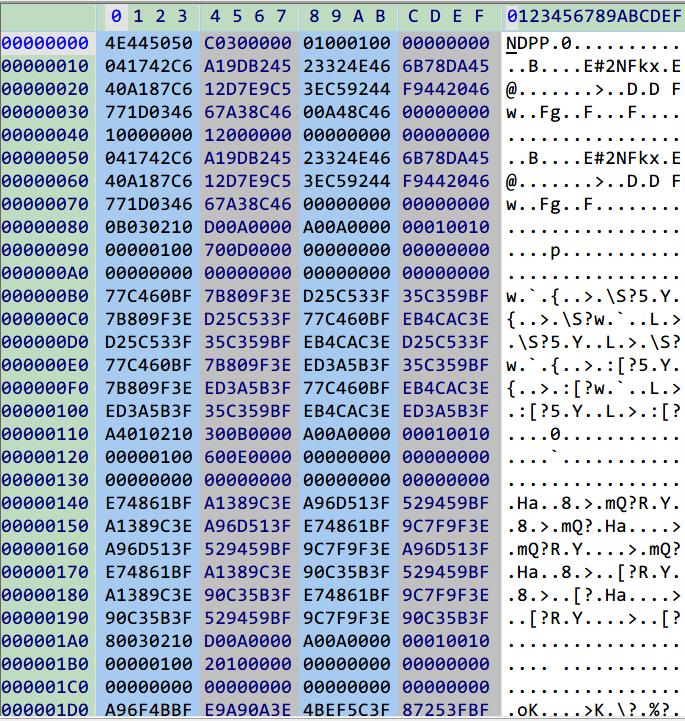 0 1 2 3 4 5 6 7 8 9 A B C D E F 0123456789ABCDEF
00000000 4E445050 C0300000 01000100 00000000 NDPP.0..........
00000010 041742C6 A19DB245 23324E46 6B78DA45 ..B....E#2NFkx.E
00000020 40A187C6 12D7E9C5 3EC59244 F9442046 @.......>..D.D F
00000030 771D0346 67A38C46 00A48C46 00000000 w..Fg..F...F....
00000040 10000000 12000000 00000000 00000000 ................
00000050 041742C6 A19DB245 23324E46 6B78DA45 ..B....E#2NFkx.E
00000060 40A187C6 12D7E9C5 3EC59244 F9442046 @.......>..D.D F
00000070 771D0346 67A38C46 00000000 00000000 w..Fg..F........
00000080 0B030210 D00A0000 A00A0000 00010010 ................
00000090 00000100 700D0000 00000000 00000000 ....p...........
000000A0 00000000 00000000 00000000 00000000 ................
000000B0 77C460BF 7B809F3E D25C533F 35C359BF w.`.{..>.\S?5.Y.
000000C0 7B809F3E D25C533F 77C460BF EB4CAC3E {..>.\S?w.`..L.>
000000D0 D25C533F 35C359BF EB4CAC3E D25C533F .\S?5.Y..L.>.\S?
000000E0 77C460BF 7B809F3E ED3A5B3F 35C359BF w.`.{..>.:[?5.Y.
000000F0 7B809F3E ED3A5B3F 77C460BF EB4CAC3E {..>.:[?w.`..L.>
00000100 ED3A5B3F 35C359BF EB4CAC3E ED3A5B3F .:[?5.Y..L.>.:[?
00000110 A4010210 300B0000 A00A0000 00010010 ....0...........
00000120 00000100 600E0000 00000000 00000000 ....`...........
00000130 00000000 00000000 00000000 00000000 ................
00000140 E74861BF A1389C3E A96D513F 529459BF .Ha..8.>.mQ?R.Y.
00000150 A1389C3E A96D513F E74861BF 9C7F9F3E .8.>.mQ?.Ha....>
00000160 A96D513F 529459BF 9C7F9F3E A96D513F .mQ?R.Y....>.mQ?
00000170 E74861BF A1389C3E 90C35B3F 529459BF .Ha..8.>..[?R.Y.
00000180 A1389C3E 90C35B3F E74861BF 9C7F9F3E .8.>..[?.Ha....>
00000190 90C35B3F 529459BF 9C7F9F3E 90C35B3F ..[?R.Y....>..[?
000001A0 80030210 D00A0000 A00A0000 00010010 ................
000001B0 00000100 20100000 00000000 00000000 .... ...........
000001C0 00000000 00000000 00000000 00000000 ................
000001D0 A96F4BBF E9A90A3E 4BEF5C3F 87253FBF .oK....>K.\?.%?.